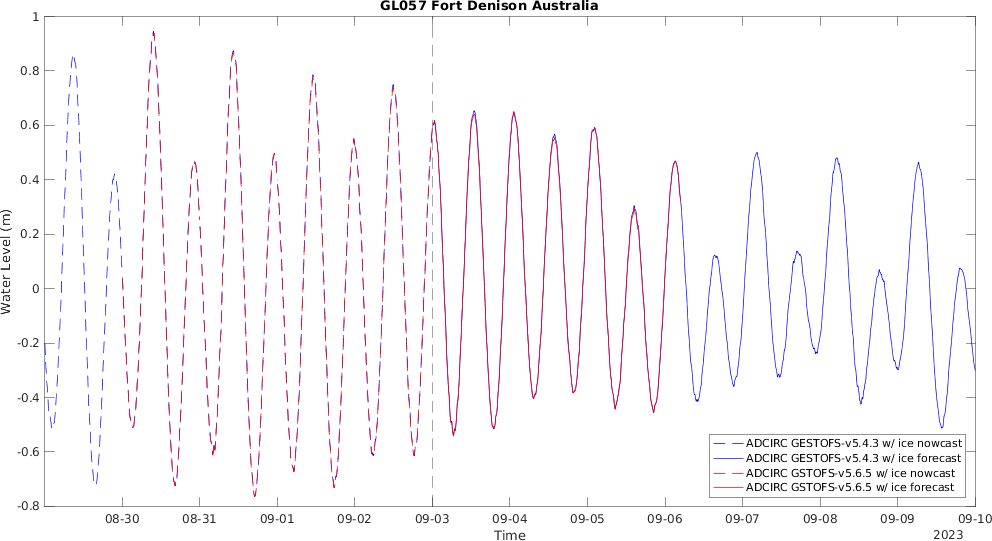 GL057 Fort Denison Australia
1
0.8
0.6
0.4
0.2
0
-0.2
-0.4
-0.6
-0.8
Water Level (m)
ADCIRC GESTOFS-v5.4.3 w/ ice nowcast
ADCIRC GESTOFS-v5.4.3 w/ ice forecast
ADCIRC GSTOFS-v5.6.5 w/ ice nowcast
ADCIRC GSTOFS-v5.6.5 w/ ice forecast
08-30 08-31 09-01 09-02 09-03 09-04 09-05 09-06 09-07 09-08 09-09 09-10
Time
2023